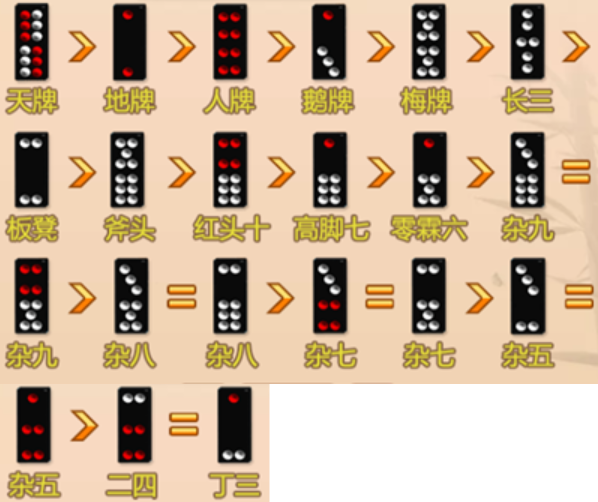 天牌 > 地牌 > 人牌 > 鹅牌 > 梅牌 > 长三 >
板凳 > 斧头 > 红头十 > 高脚七 > 零霖六 > 杂九 =
杂九 > 杂八 = 杂八 > 杂七 = 杂七 > 杂五 =
杂五 > 二四 = 丁三